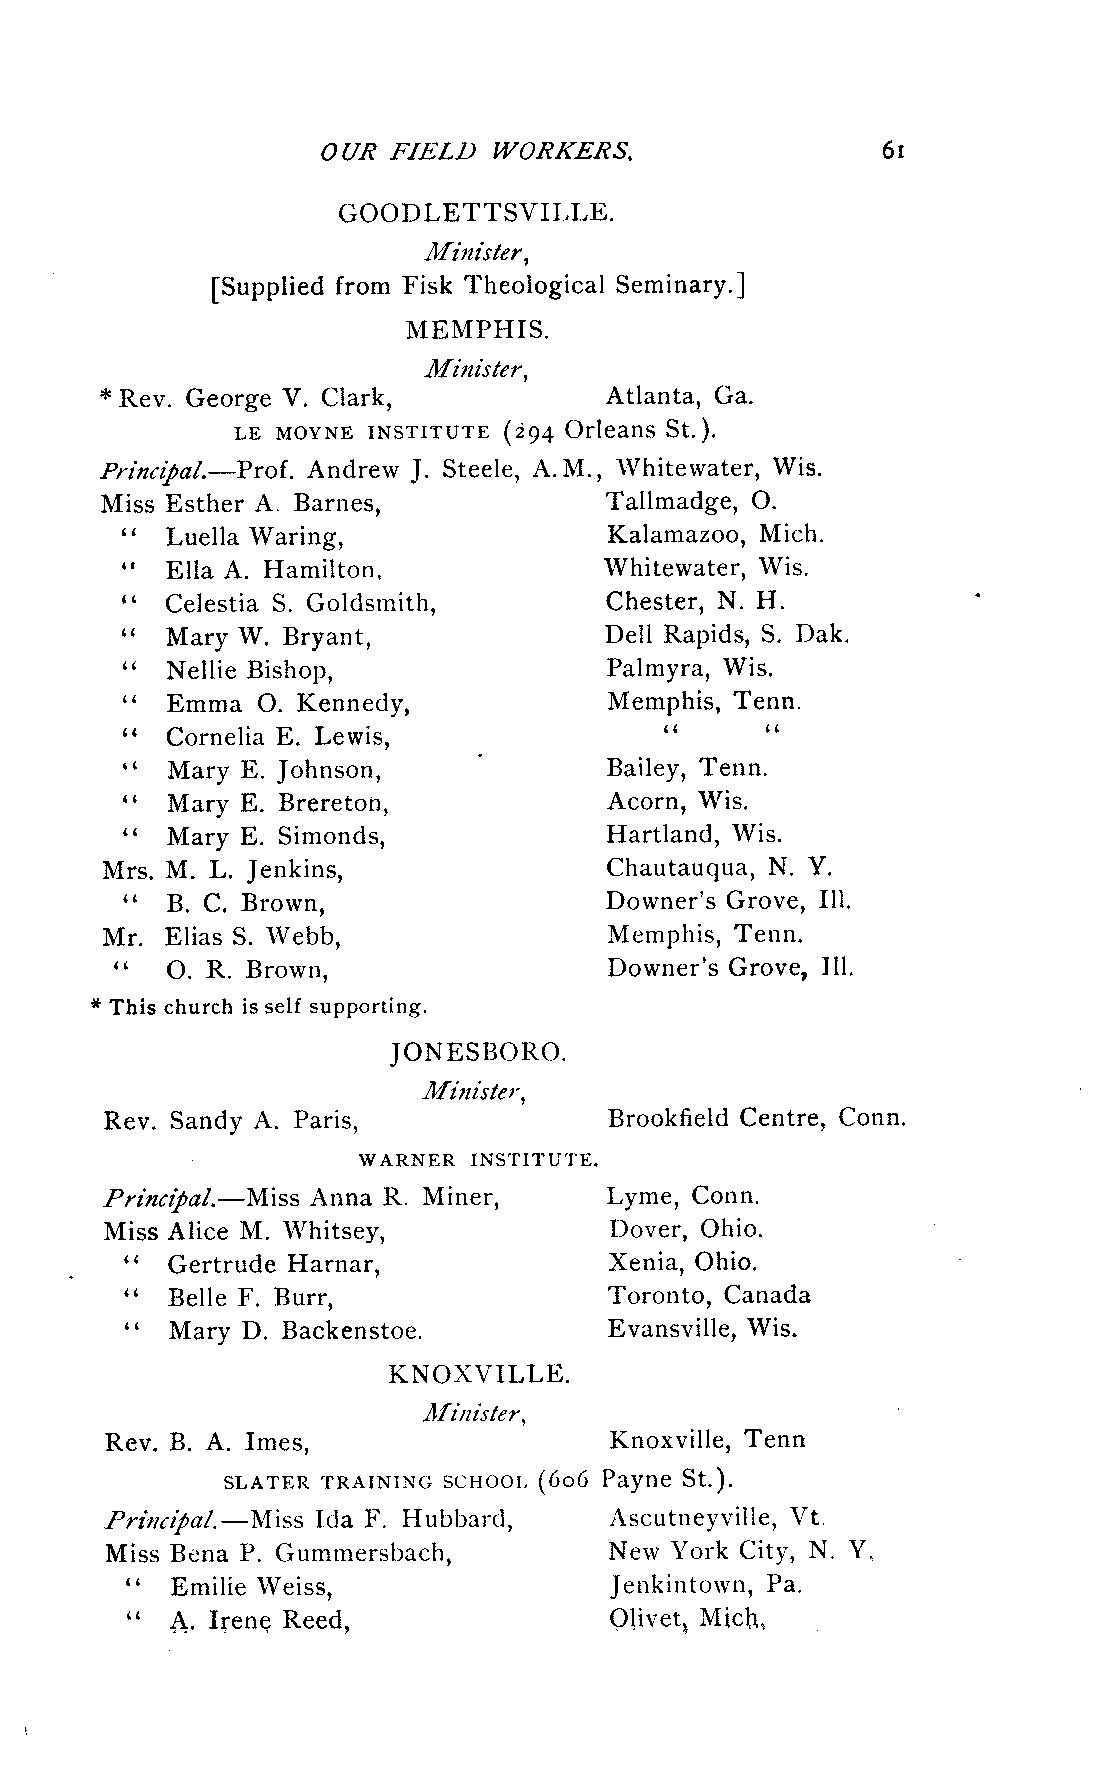 OUR FIELD WORKERS. 61
GOODLETTSVILLE.
Minister,
[Supplied from Fisk Theological Seminary.]
MEMPHIS.
Minister,
* Rev. George V. Clark, Atlanta, Ga.
LE MOYNE INSTITUTE (294 Orleans St.).
Principal.—Prof. Andrew J. Steele, A.M., Whitewater, Wis.
Miss Esther A. Barnes, Tallmadge, O.
“ Luella Waring, Kalamazoo, Mich.
“ Ella A. Hamilton, Whitewater, Wis.
“ Celestia S. Goldsmith, Chester, N. H.
“ Mary W. Bryant, Dell Rapids, S. Dak.
“ Nellie Bishop, Palmyra, Wis.
“ Emma O. Kennedy, Memphis, Tenn.
“ Cornelia E. Lewis, “ “
“ Mary E. Johnson, Bailey, Tenn.
“ Mary E. Brereton, Acorn, Wis.
“ Mary E. Simonds, Hartland, Wis.
Mrs. M. L. Jenkins, Chautauqua, N. Y.
“ B. C. Brown, Downer's Grove, Ill.
Mr. Elias S. Webb, Memphis, Tenn.
“ O. R. Brown, Downer's Grove, Ill.
* This church is self supporting.
JONESBORO.
Minister,
Rev. Sandy A. Paris, Brookfield Centre, Conn.
WARNER INSTITUTE.
Principal.—Miss Anna R. Miner, Lyme, Conn.
Miss Alice M. Whitsey, Dover, Ohio.
“ Gertrude Harnar, Xenia, Ohio.
“ Belle F. Burr, Toronto, Canada
“ Mary D. Backenstoe. Evansville, Wis.
KNOXVILLE.
Minister,
Rev. B. A. Imes, Knoxville, Tenn
SLATER TRAINING SCHOOL (606 Payne St.).
Principal.—Miss Ida F. Hubbard, Ascutneyville, Vt.
Miss Bena P. Gummersbach, New York City, N. Y.
“ Emilie Weiss, Jenkintown, Pa.
“ A. Irene Reed, Olivet, Mich.